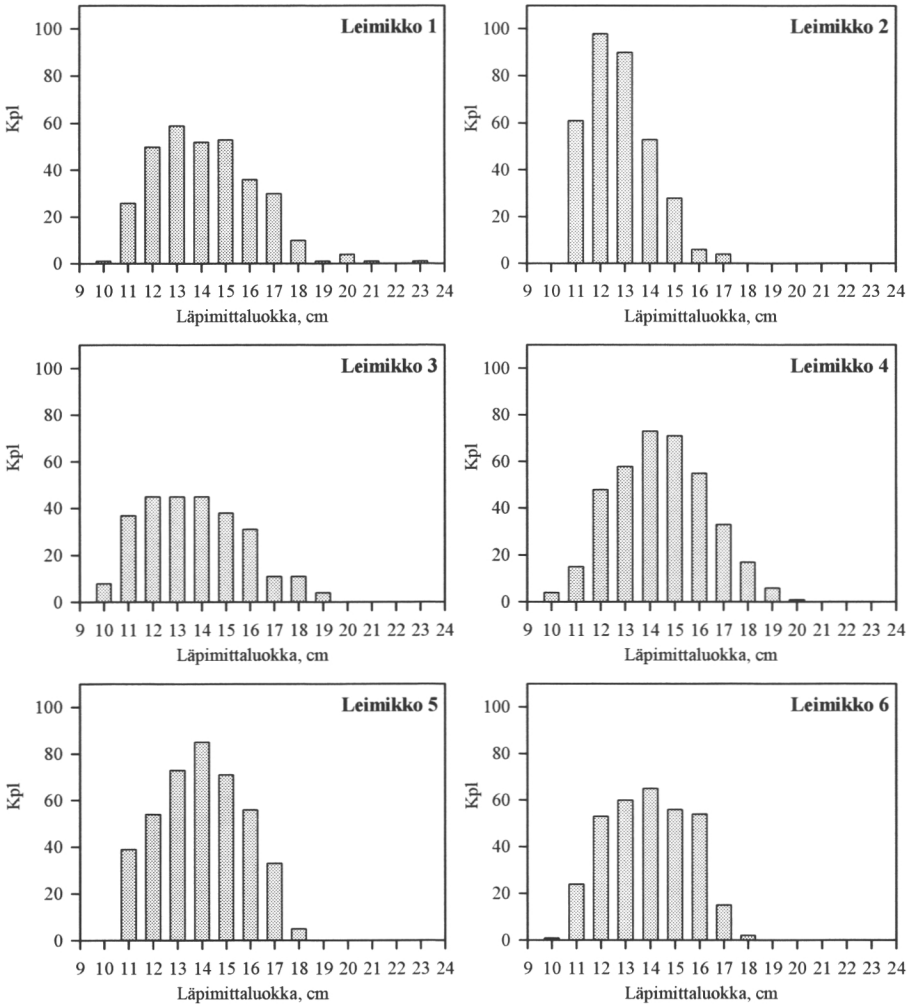 Leimikko 1
Kpl
100
80
60
40
20
0
9 10 11 12 13 14 15 16 17 18 19 20 21 22 23 24
Läpimittaluokka, cm
Leimikko 2
Kpl
100
80
60
40
20
0
9 10 11 12 13 14 15 16 17 18 19 20 21 22 23 24
Läpimittaluokka, cm
Leimikko 3
Kpl
100
80
60
40
20
0
9 10 11 12 13 14 15 16 17 18 19 20 21 22 23 24
Läpimittaluokka, cm
Leimikko 4
Kpl
100
80
60
40
20
0
9 10 11 12 13 14 15 16 17 18 19 20 21 22 23 24
Läpimittaluokka, cm
Leimikko 5
Kpl
100
80
60
40
20
0
9 10 11 12 13 14 15 16 17 18 19 20 21 22 23 24
Läpimittaluokka, cm
Leimikko 6
Kpl
100
80
60
40
20
0
9 10 11 12 13 14 15 16 17 18 19 20 21 22 23 24
Läpimittaluokka, cm